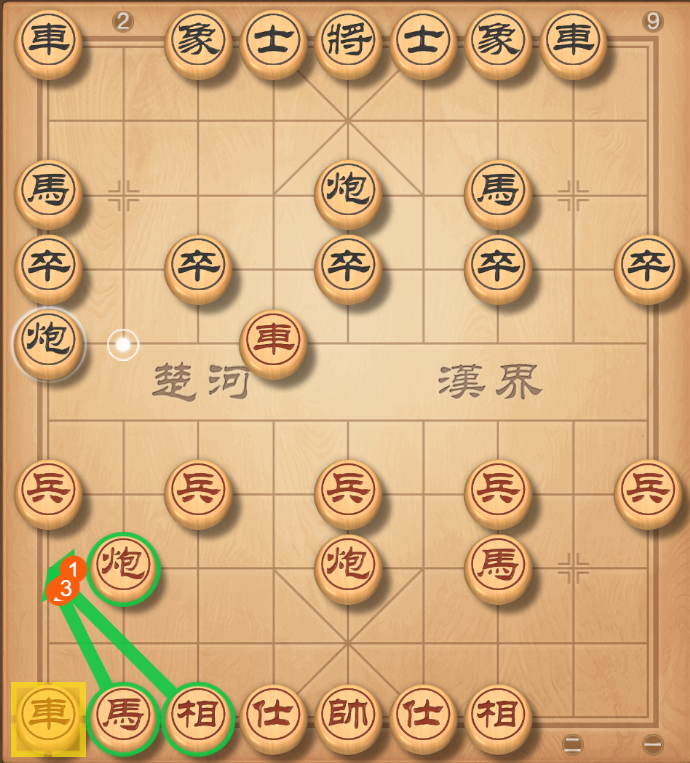 2 9
車 象 士 將 士 象 車
馬 炮 馬
卒 卒 卒 卒 卒
炮 車
楚河 漢界
兵 兵 兵 兵 兵
炮 炮 馬
1
3
車 馬 相 仕 帥 仕 相
二 一